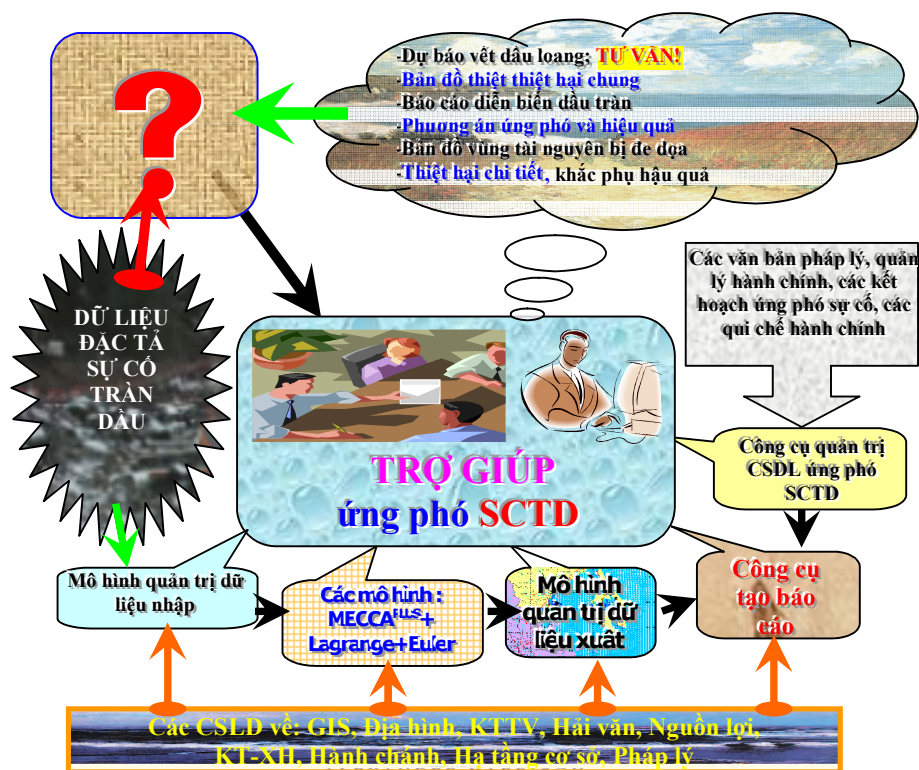 ?
-Dự báo vết dầu loang; TƯ VẤN!
-Bản đồ thiệt thiệt hại chung
-Báo cáo diễn biến dầu tràn
-Phương án ứng phó và hiệu quả
-Bản đồ vùng tài nguyên bị đe dọa
-Thiệt hại chi tiết, khắc phụ hậu quả
Các văn bản pháp lý, quản
lý hành chính, các kết
hoạch ứng phó sự cố, các
qui chế hành chính
DỮ LIỆU
ĐẶC TẢ
SỰ CỐ
TRÀN
DẦU
TRỢ GIÚP
ứng phó SCTD
Công cụ quản trị
CSDL ứng phó
SCTD
Mô hình quản trị dữ
liệu nhập
Các mô hình :
MECCAPLUS+
Lagrange+Euler
Mô hình
quản trị dữ
liệu xuất
Công cụ
tạo báo
cáo
Các CSLD về: GIS, Địa hình, KTTV, Hải văn, Nguồn lợi,
KT-XH, Hành chánh, Hạ tầng cơ sở, Pháp lý